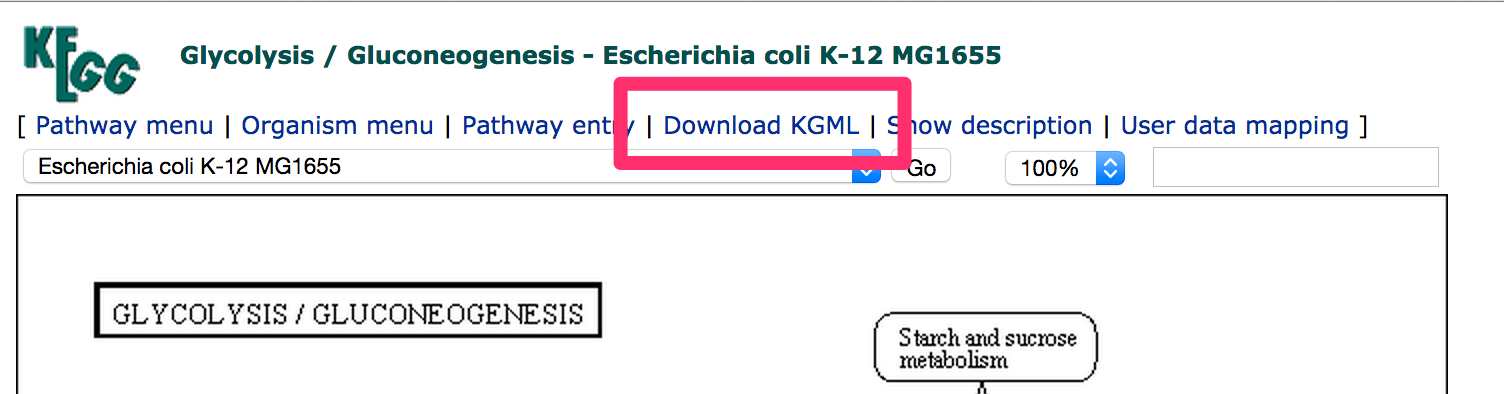 KEGG Glycolysis / Gluconeogenesis - Escherichia coli K-12 MG1655
[ Pathway menu | Organism menu | Pathway entry | Download KGML | Show description | User data mapping ]
Escherichia coli K-12 MG1655 Go 100%
GLYCOLYSIS / GLUCONEOGENESIS
Starch and sucrose
metabolism